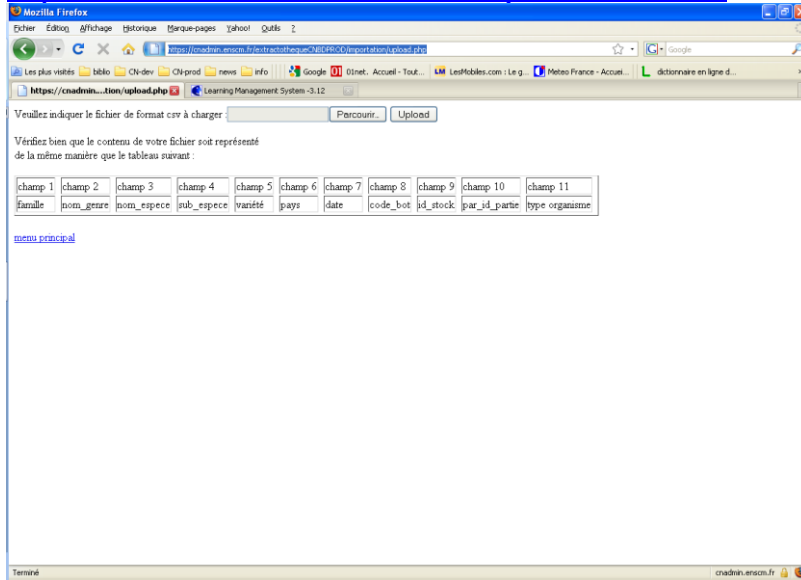 Mozilla Firefox
Fichier Édition Affichage Historique Marque-pages Yahoo! Outils ?
https://cnadmin.enscm.fr/extractothequeCNBDPROD/importation/upload.php
Google
Les plus visités biblio CN-dev CN-prod news info Google 01net. Accueil - Tout... LesMobiles.com : Le g... Meteo France - Accuei... dictionnaire en ligne d...
https://cnadmin....tion/upload.php Learning Management System -3.12
Veuillez indiquer le fichier de format csv à charger : Parcourir... Upload
Vérifiez bien que le contenu de votre fichier soit représenté
de la même manière que le tableau suivant :
champ 1 champ 2 champ 3 champ 4 champ 5 champ 6 champ 7 champ 8 champ 9 champ 10 champ 11
famille nom_genre nom_espece sub_espece variété pays date code_bot id_stock par_id_partie type organisme
menu principal
Terminé cnadmin.enscm.fr